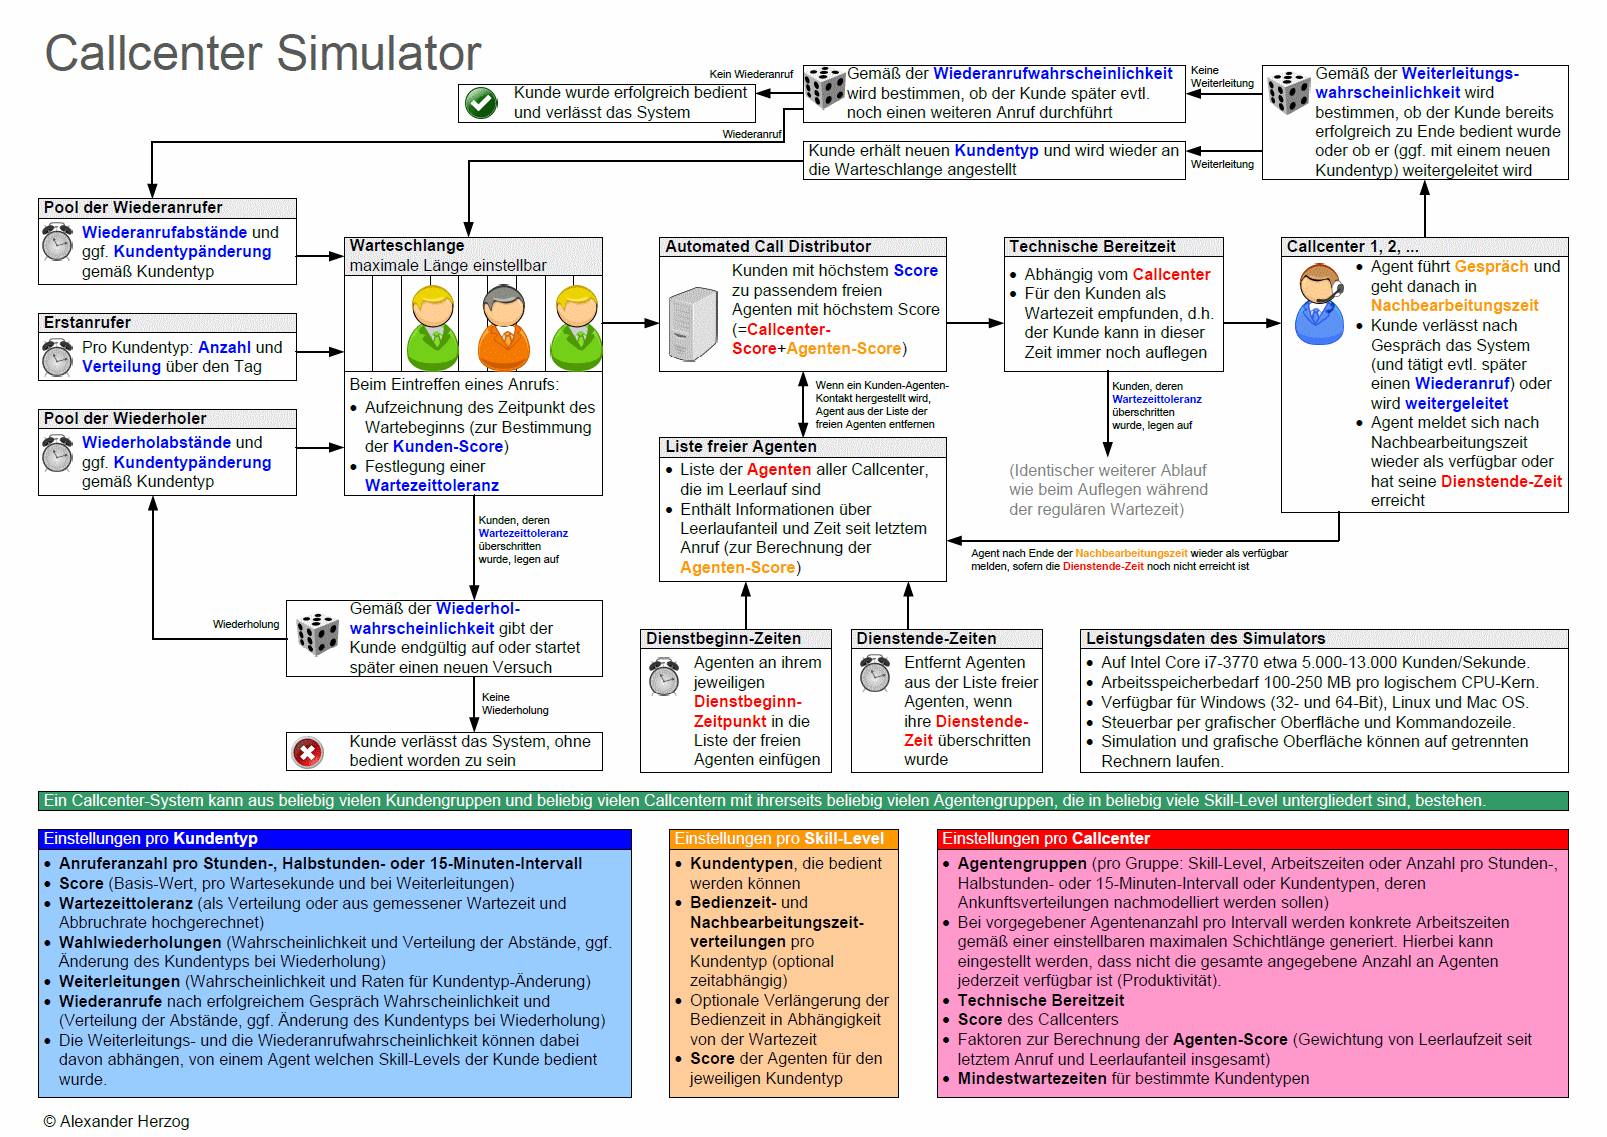 Callcenter Simulator
Kunde wurde erfolgreich bedient
und verlässt das System
Kein Wiederanruf
Wiederanruf
Gemäß der Wiederanrufwahrscheinlichkeit
wird bestimmen, ob der Kunde später evtl.
noch einen weiteren Anruf durchführt
Keine
Weiterleitung
Gemäß der Weiterleitungs-
wahrscheinlichkeit wird
bestimmen, ob der Kunde bereits
erfolgreich zu Ende bedient wurde
oder ob er (ggf. mit einem neuen
Kundentyp) weitergeleitet wird
Kunde erhält neuen Kundentyp und wird wieder an
die Warteschlange angestellt
Weiterleitung
Pool der Wiederanrufer
Wiederanrufabstände und
ggf. Kundentypänderung
gemäß Kundentyp
Erstanrufer
Pro Kundentyp: Anzahl und
Verteilung über den Tag
Pool der Wiederholer
Wiederholabstände und
ggf. Kundentypänderung
gemäß Kundentyp
Warteschlange
maximale Länge einstellbar
Beim Eintreffen eines Anrufs:
• Aufzeichnung des Zeitpunkt des
Wartebeginns (zur Bestimmung
der Kunden-Score)
• Festlegung einer
Wartezeittoleranz
Automated Call Distributor
Kunden mit höchstem Score
zu passendem freien
Agenten mit höchstem Score
(=Callcenter-
Score+Agenten-Score)
Wenn ein Kunden-Agenten-
Kontakt hergestellt wird,
Agent aus der Liste der
freien Agenten entfernen
Liste freier Agenten
• Liste der Agenten aller Callcenter,
die im Leerlauf sind
• Enthält Informationen über
Leerlaufanteil und Zeit seit letztem
Anruf (zur Berechnung der
Agenten-Score)
Technische Bereitzeit
• Abhängig vom Callcenter
• Für den Kunden als
Wartezeit empfunden, d.h.
der Kunde kann in dieser
Zeit immer noch auflegen
Kunden, deren
Wartezeittoleranz
überschritten
wurde, legen auf
(Identischer weiterer Ablauf
wie beim Auflegen während
der regulären Wartezeit)
Callcenter 1, 2, ...
• Agent führt Gespräch und
geht danach in
Nachbearbeitungszeit
• Kunde verlässt nach
Gespräch das System
(und tätigt evtl. später
einen Wiederanruf) oder
wird weitergeleitet
• Agent meldet sich nach
Nachbearbeitungszeit
wieder als verfügbar oder
hat seine Dienstende-Zeit
erreicht
Agent nach Ende der Nachbearbeitungszeit wieder als verfügbar
melden, sofern die Dienstende-Zeit noch nicht erreicht ist
Kunden, deren
Wartezeittoleranz
überschritten
wurde, legen auf
Wiederholung
Gemäß der Wiederhol-
wahrscheinlichkeit gibt der
Kunde endgültig auf oder startet
später einen neuen Versuch
Keine
Wiederholung
Kunde verlässt das System, ohne
bedient worden zu sein
Dienstbeginn-Zeiten
Agenten an ihrem
jeweiligen
Dienstbeginn-
Zeitpunkt in die
Liste der freien
Agenten einfügen
Dienstende-Zeiten
Entfernt Agenten
aus der Liste freier
Agenten, wenn
ihre Dienstende-
Zeit überschritten
wurde
Leistungsdaten des Simulators
• Auf Intel Core i7-3770 etwa 5.000-13.000 Kunden/Sekunde.
• Arbeitsspeicherbedarf 100-250 MB pro logischem CPU-Kern.
• Verfügbar für Windows (32- und 64-Bit), Linux und Mac OS.
• Steuerbar per grafischer Oberfläche und Kommandozeile.
• Simulation und grafische Oberfläche können auf getrennten
Rechnern laufen.
Ein Callcenter-System kann aus beliebig vielen Kundengruppen und beliebig vielen Callcentern mit ihrerseits beliebig vielen Agentengruppen, die in beliebig viele Skill-Level untergliedert sind, bestehen.
Einstellungen pro Kundentyp
• Anruferanzahl pro Stunden-, Halbstunden- oder 15-Minuten-Intervall
• Score (Basis-Wert, pro Wartesekunde und bei Weiterleitungen)
• Wartezeittoleranz (als Verteilung oder aus gemessener Wartezeit und
Abbruchrate hochgerechnet)
• Wahlwiederholungen (Wahrscheinlichkeit und Verteilung der Abstände, ggf.
Änderung des Kundentyps bei Wiederholung)
• Weiterleitungen (Wahrscheinlichkeit und Raten für Kundentyp-Änderung)
• Wiederanrufe nach erfolgreichem Gespräch Wahrscheinlichkeit und
(Verteilung der Abstände, ggf. Änderung des Kundentyps bei Wiederholung)
• Die Weiterleitungs- und die Wiederanrufwahrscheinlichkeit können dabei
davon abhängen, von einem Agent welchen Skill-Levels der Kunde bedient
wurde.
Einstellungen pro Skill-Level
• Kundentypen, die bedient
werden können
• Bedienzeit- und
Nachbearbeitungszeit-
verteilungen pro
Kundentyp (optional
zeitabhängig)
• Optionale Verlängerung der
Bedienzeit in Abhängigkeit
von der Wartezeit
• Score der Agenten für den
jeweiligen Kundentyp
Einstellungen pro Callcenter
• Agentengruppen (pro Gruppe: Skill-Level, Arbeitszeiten oder Anzahl pro Stunden-,
Halbstunden- oder 15-Minuten-Intervall oder Kundentypen, deren
Ankunftsverteilungen nachmodelliert werden sollen)
• Bei vorgegebener Agentenanzahl pro Intervall werden konkrete Arbeitszeiten
gemäß einer einstellbaren maximalen Schichtlänge generiert. Hierbei kann
eingestellt werden, dass nicht die gesamte angegebene Anzahl an Agenten
jederzeit verfügbar ist (Produktivität).
• Technische Bereitzeit
• Score des Callcenters
• Faktoren zur Berechnung der Agenten-Score (Gewichtung von Leerlaufzeit seit
letztem Anruf und Leerlaufanteil insgesamt)
• Mindestwartezeiten für bestimmte Kundentypen
© Alexander Herzog